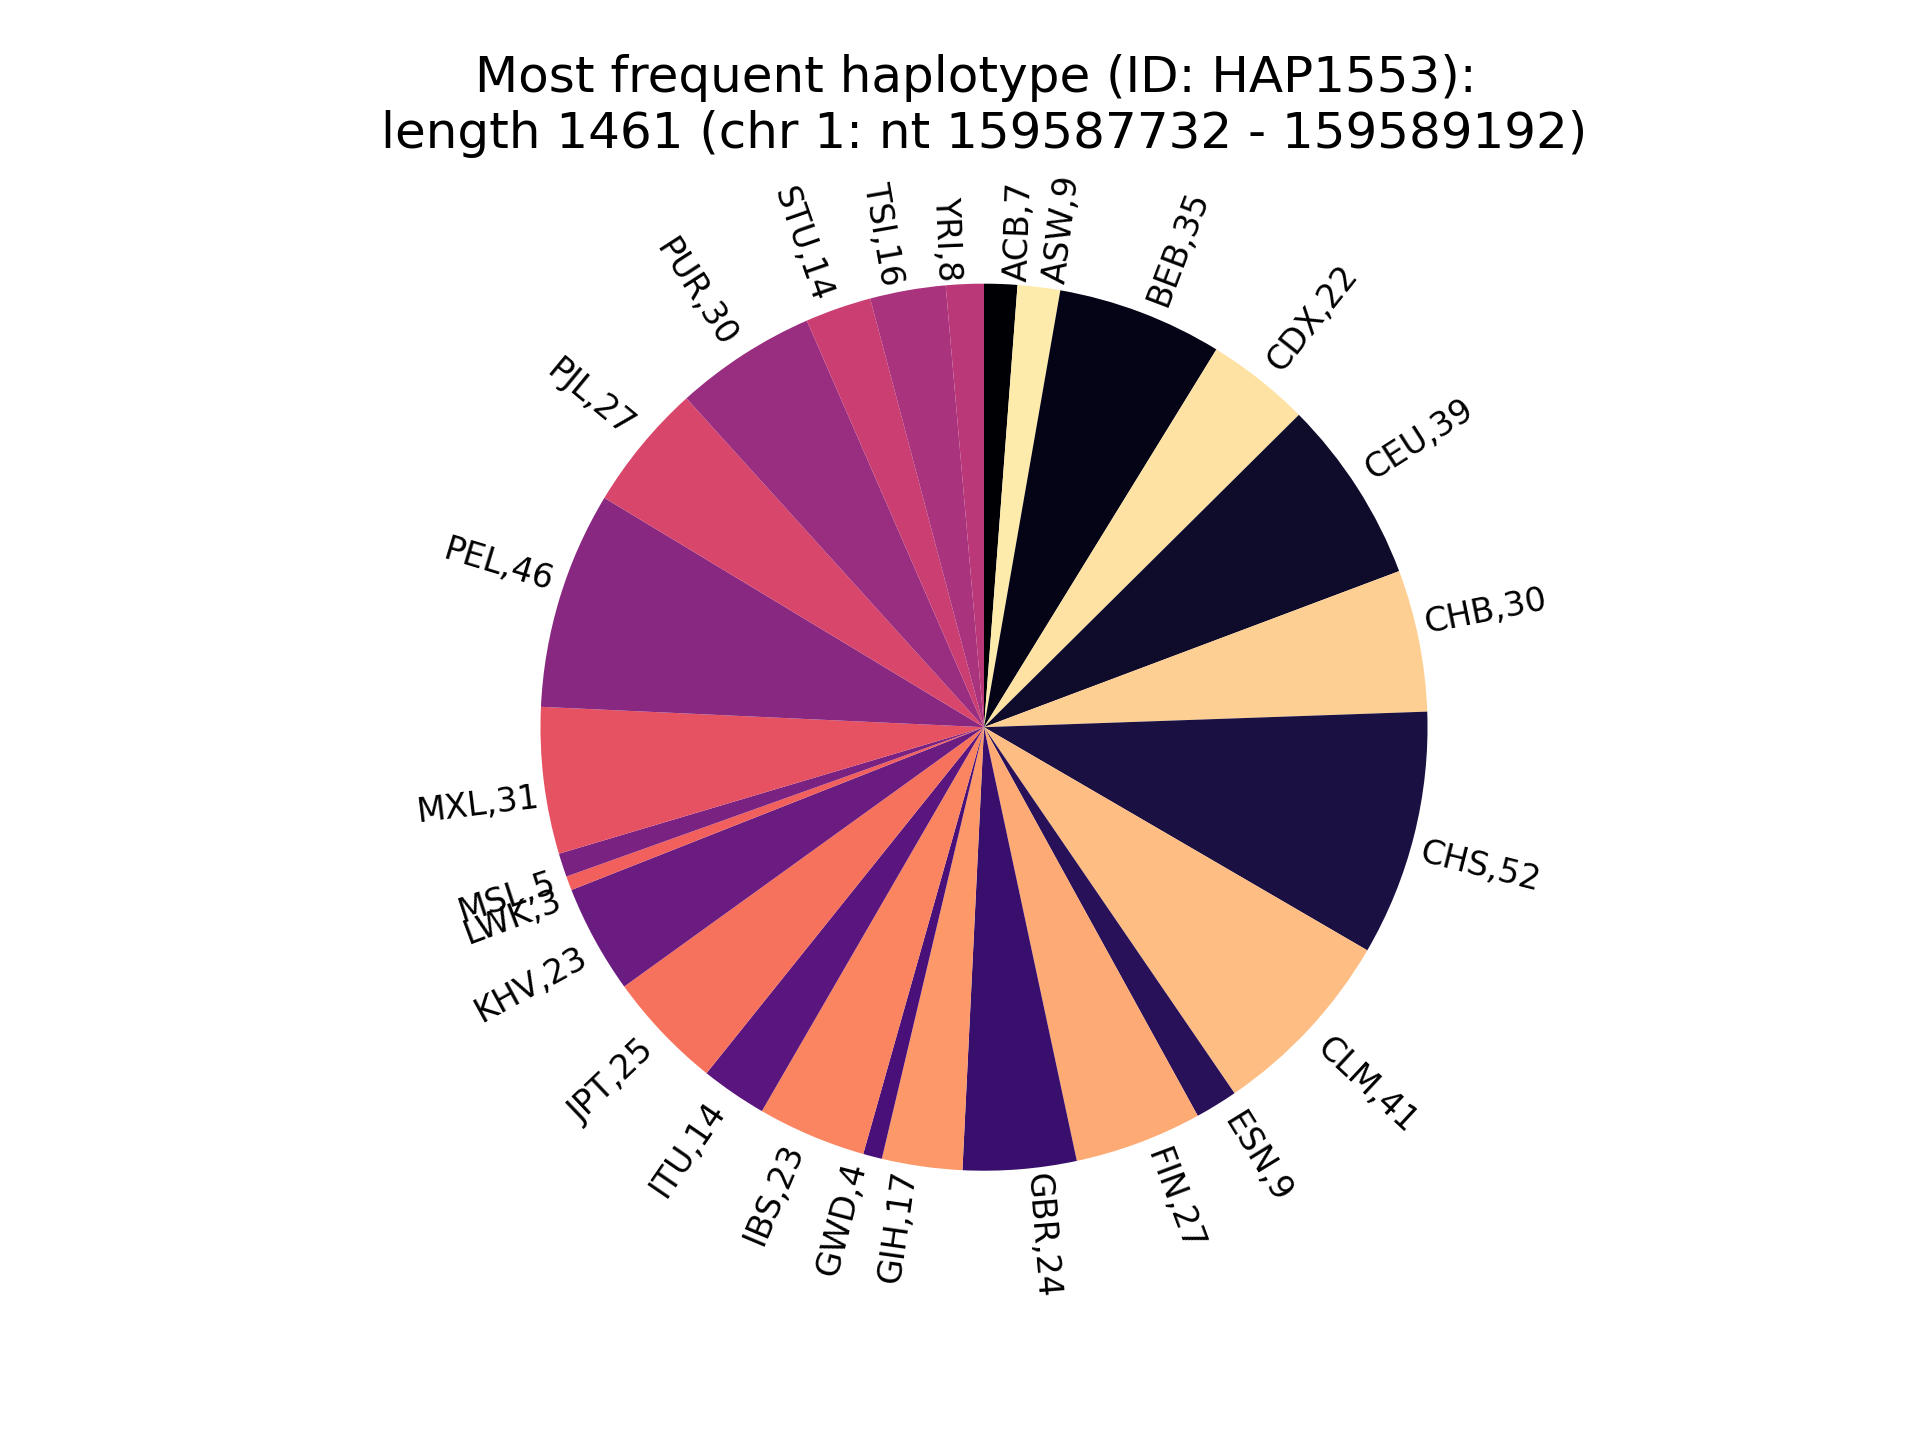 Most frequent haplotype (ID: HAP1553):
length 1461 (chr 1: nt 159587732 - 159589192)
ACB,7
ASW,9
BEB,35
CDX,22
CEU,39
CHB,30
CHS,52
CLM,41
ESN,9
FIN,27
GBR,24
GIH,17
GWD,4
IBS,23
ITU,14
JPT,25
KHV,23
LWK,3
MSL,5
MXL,31
PEL,46
PJL,27
PUR,30
STU,14
TSI,16
YRI,8